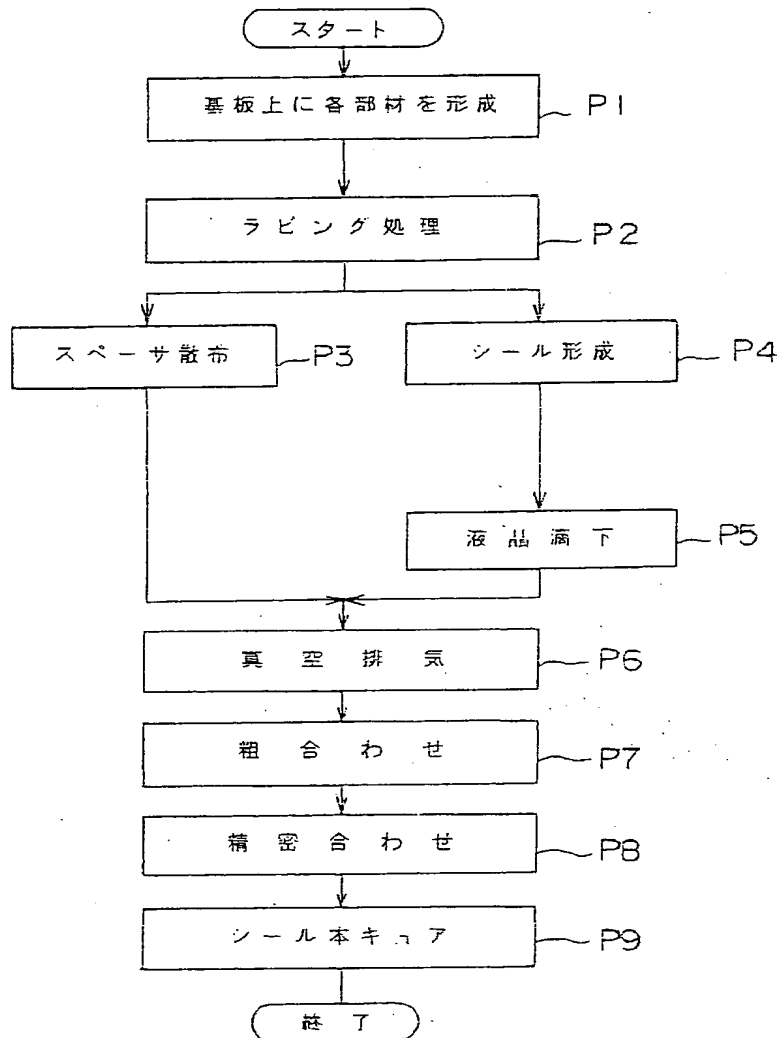 スタート
基板上に各部材を形成
P1
ラビング処理
P2
スペーサ散布
P3
シール形成
P4
液晶滴下
P5
真空排気
P6
粗合わせ
P7
精密合わせ
P8
シール本キュア
P9
終了